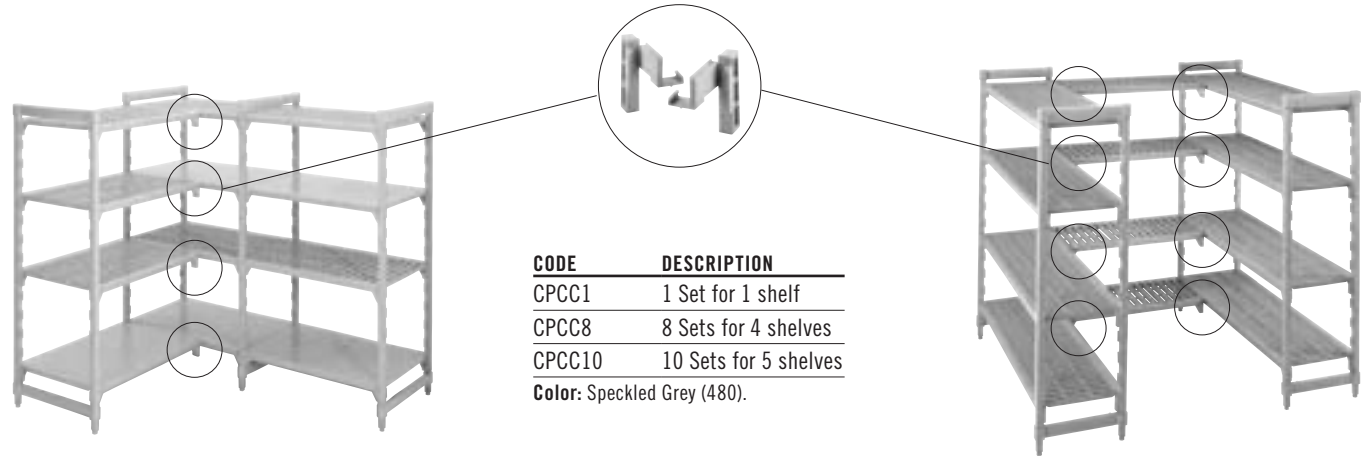 CODE DESCRIPTION
CPCC1 1 Set for 1 shelf
CPCC8 8 Sets for 4 shelves
CPCC10 10 Sets for 5 shelves
Color: Speckled Grey (480).